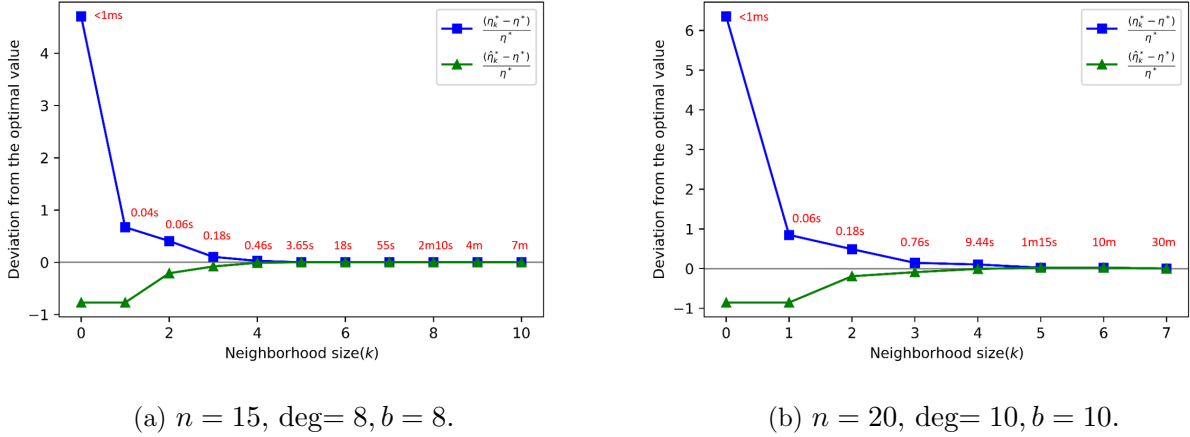 Deviation from the optimal value
4
3
2
1
0
−1
<1ms
0.04s
0.06s
0.18s
0.46s
3.65s
18s
55s
2m10s
4m
7m
(η*k − η*)
η*
(η̂*k − η*)
η*
0
2
4
6
8
10
Neighborhood size(k)
(a) n = 15, deg= 8, b = 8.
Deviation from the optimal value
6
5
4
3
2
1
0
−1
<1ms
0.06s
0.18s
0.76s
9.44s
1m15s
10m
30m
(η*k − η*)
η*
(η̂*k − η*)
η*
0
1
2
3
4
5
6
7
Neighborhood size(k)
(b) n = 20, deg= 10, b = 10.